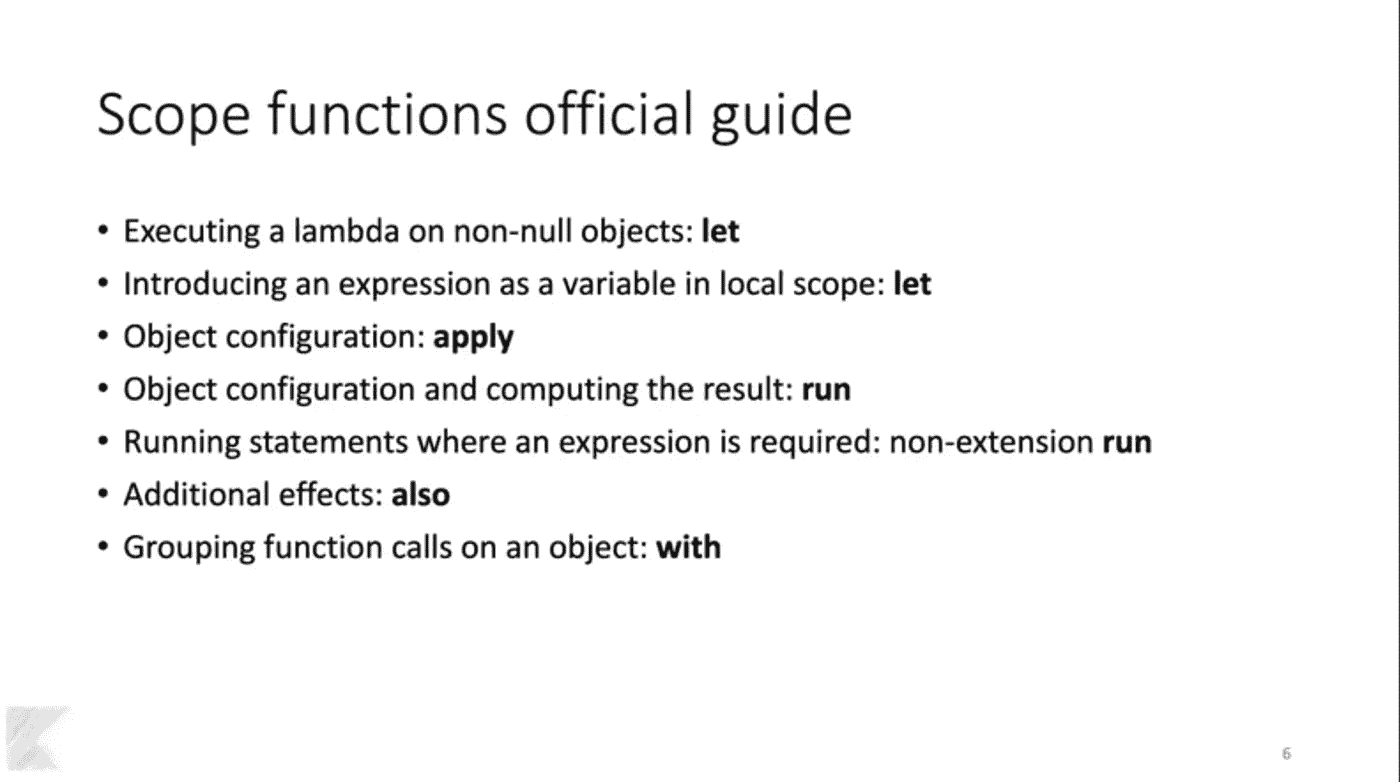 Scope functions official guide
• Executing a lambda on non-null objects: let
• Introducing an expression as a variable in local scope: let
• Object configuration: apply
• Object configuration and computing the result: run
• Running statements where an expression is required: non-extension run
• Additional effects: also
• Grouping function calls on an object: with
6